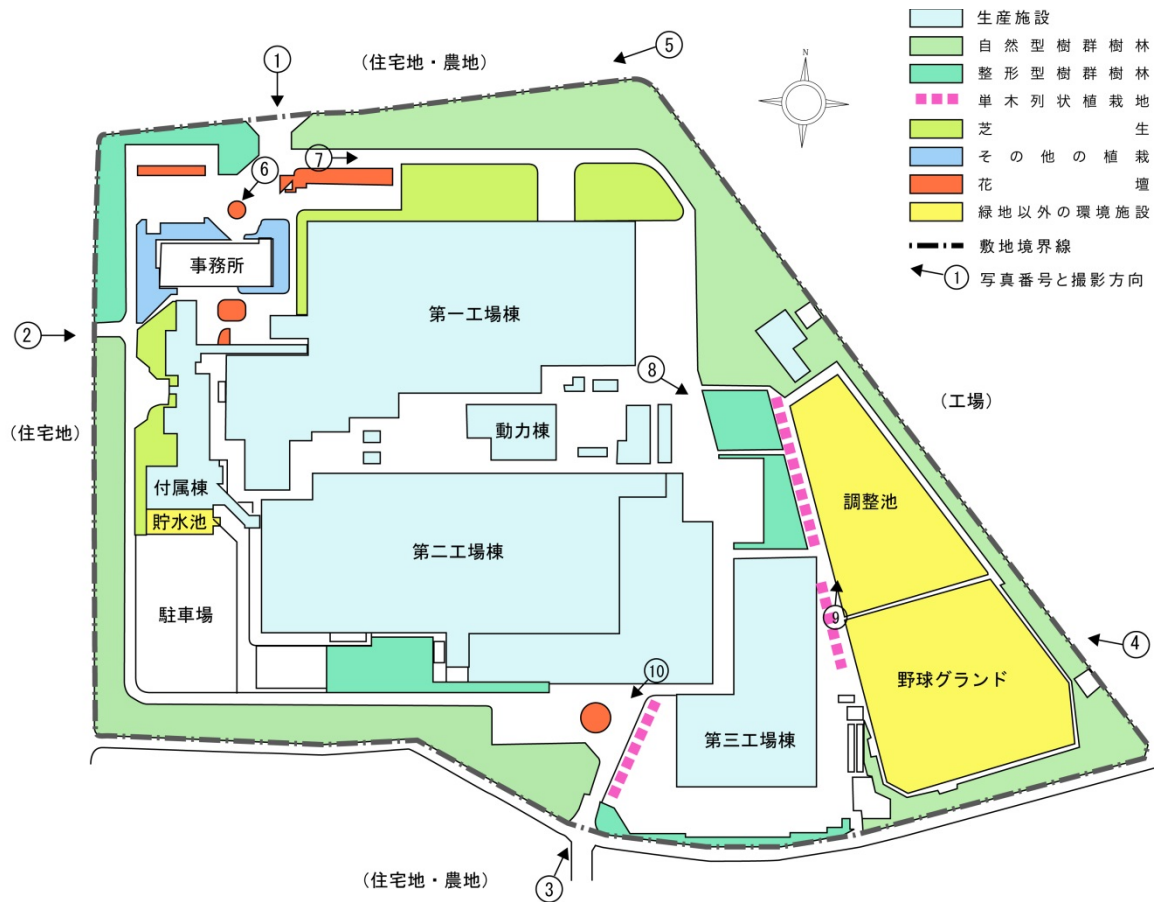 生産施設
自然型樹群樹林
整形型樹群樹林
単木列状植栽地
芝生
その他の植栽
花壇
緑地以外の環境施設
敷地境界線
① 写真番号と撮影方向
N
(住宅地・農地)
⑤
①
⑦
⑥
事務所
②
第一工場棟
⑧
(工場)
(住宅地)
動力棟
付属棟
調整池
貯水池
第二工場棟
駐車場
⑨
④
野球グランド
⑩
第三工場棟
(住宅地・農地)
③